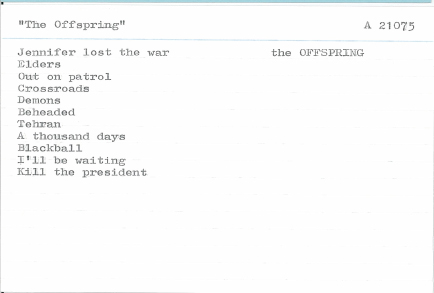 "The Offspring" A 21075
Jennifer lost the war the OFFSPRING
Elders
Out on patrol
Crossroads
Demons
Beheaded
Tehran
A thousand days
Blackball
I'll be waiting
Kill the president